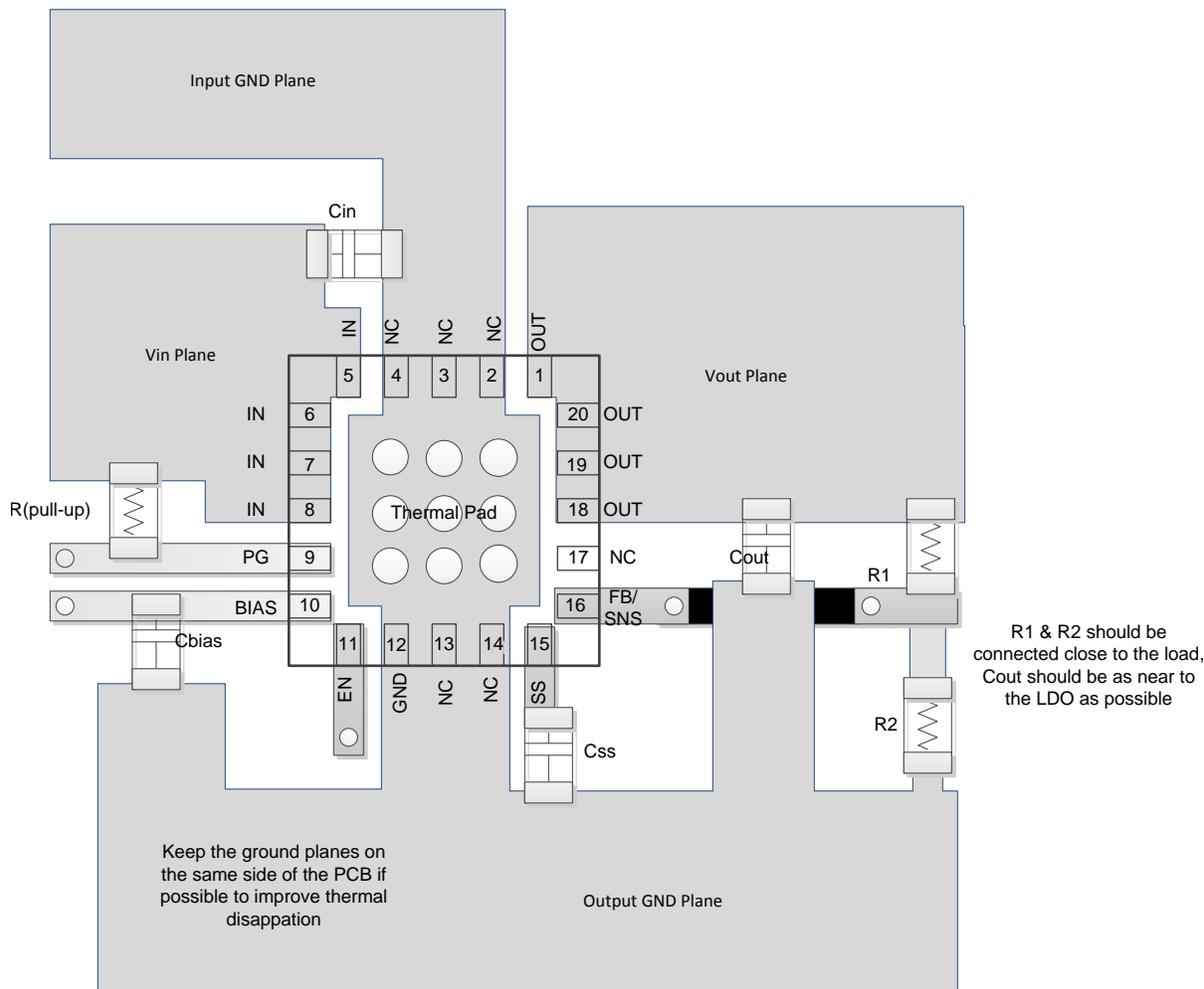 Input GND Plane
Cin
Vin Plane
Vout Plane
IN
NC
NC
NC
OUT
5
4
3
2
1
IN
6
20
OUT
IN
7
19
OUT
R(pull-up)
IN
8
Thermal Pad
18
OUT
PG
9
17
NC
Cout
R1
BIAS
10
16
FB/
SNS
Cbias
11
12
13
14
15
EN
GND
NC
NC
SS
R1 & R2 should be
connected close to the load,
Cout should be as near to
the LDO as possible
R2
Css
Keep the ground planes on
the same side of the PCB if
possible to improve thermal
disappation
Output GND Plane